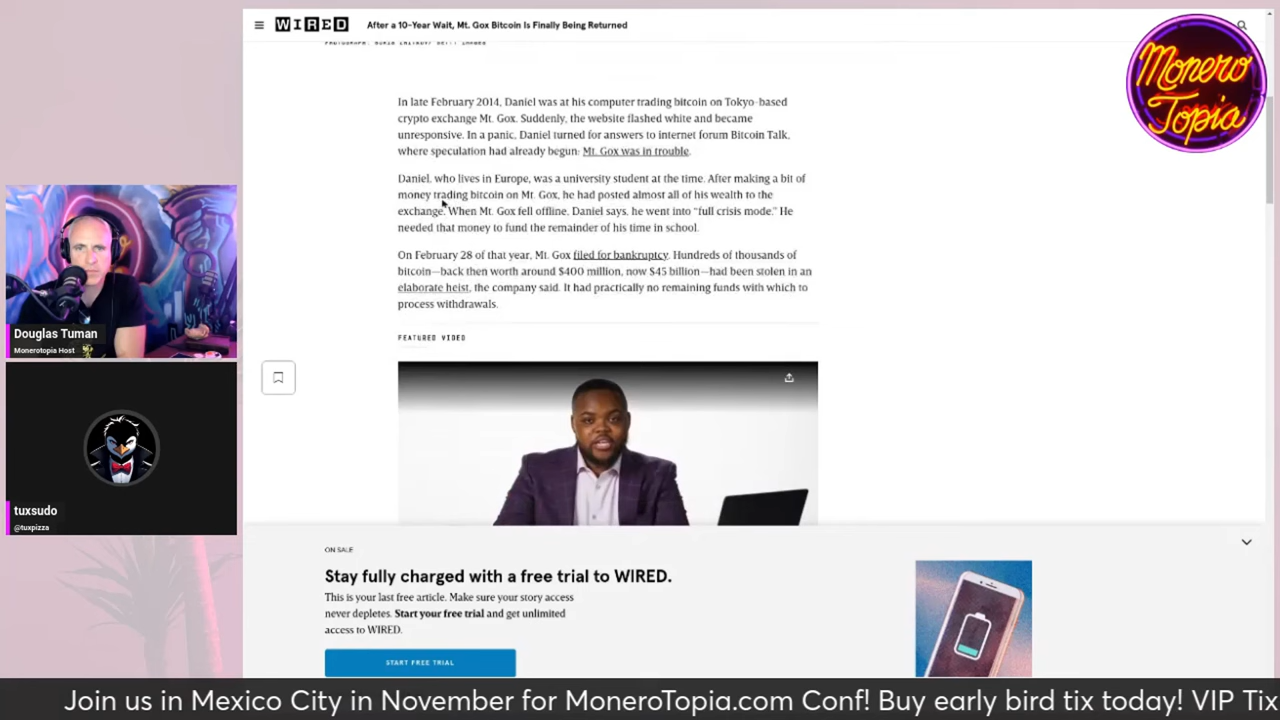 WIRED
After a 10-Year Wait, Mt. Gox Bitcoin Is Finally Being Returned
Monero
Topia
In late February 2014, Daniel was at his computer trading bitcoin on Tokyo-based
crypto exchange Mt. Gox. Suddenly, the website flashed white and became
unresponsive. In a panic, Daniel turned for answers to internet forum Bitcoin Talk,
where speculation had already begun: Mt. Gox was in trouble.
Daniel, who lives in Europe, was a university student at the time. After making a bit of
money trading bitcoin on Mt. Gox, he had posted almost all of his wealth to the
exchange. When Mt. Gox fell offline, Daniel says, he went into "full crisis mode." He
needed that money to fund the remainder of his time in school.
On February 28 of that year, Mt. Gox filed for bankruptcy. Hundreds of thousands of
bitcoin—back then worth around $400 million, now $45 billion—had been stolen in an
elaborate heist, the company said. It had practically no remaining funds with which to
process withdrawals.
FEATURED VIDEO
Douglas Tuman
Monerotopia Host
tuxsudo
@tuxpizza
ON SALE
Stay fully charged with a free trial to WIRED.
This is your last free article. Make sure your story access
never depletes. Start your free trial and get unlimited
access to WIRED.
START FREE TRIAL
Join us in Mexico City in November for MoneroTopia.com Conf! Buy early bird tix today! VIP Tix